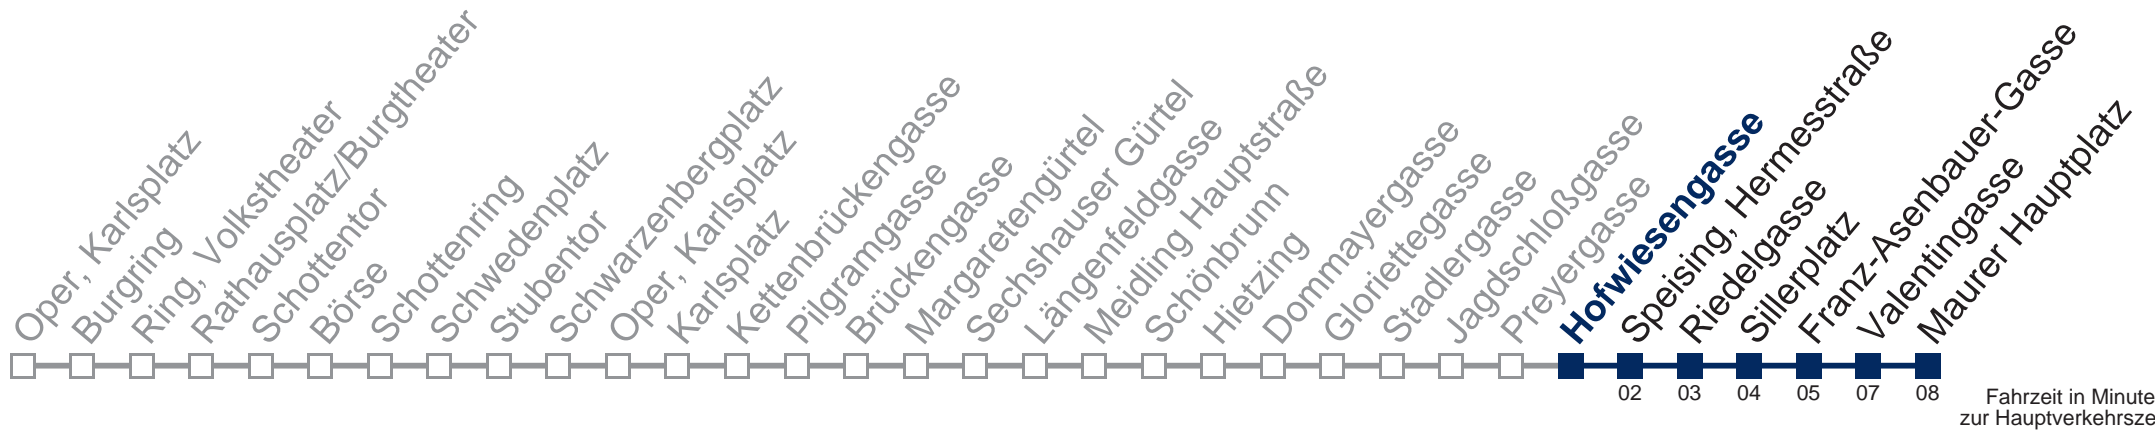 Oper, Karlsplatz
Burgring
Ring, Volkstheater
Rathausplatz/Burgtheater
Schottentor
Börse
Schottenring
Schwedenplatz
Stubentor
Schwarzenbergplatz
Oper, Karlsplatz
Karlsplatz
Kettenbrückengasse
Pilgramgasse
Brückengasse
Margaretengürtel
Sechshauser Gürtel
Längenfeldgasse
Meidling Hauptstraße
Schönbrunn
Hietzing
Dommayergasse
Gloriettegasse
Stadlergasse
Jagdschloßgasse
Preyergasse
Hofwiesengasse
Speising, Hermesstraße
Riedelgasse
Sillerplatz
Franz-Asenbauer-Gasse
Valentingasse
Maurer Hauptplatz
02 03 04 05 07 08
Fahrzeit in Minute
zur Hauptverkehrsze